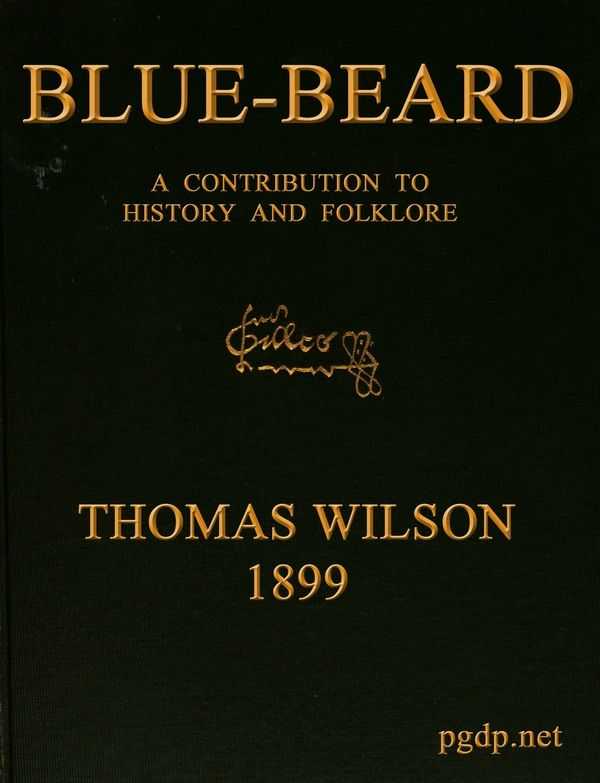 BLUE-BEARD
A CONTRIBUTION TO
HISTORY AND FOLKLORE
THOMAS WILSON
1899
pgdp.net